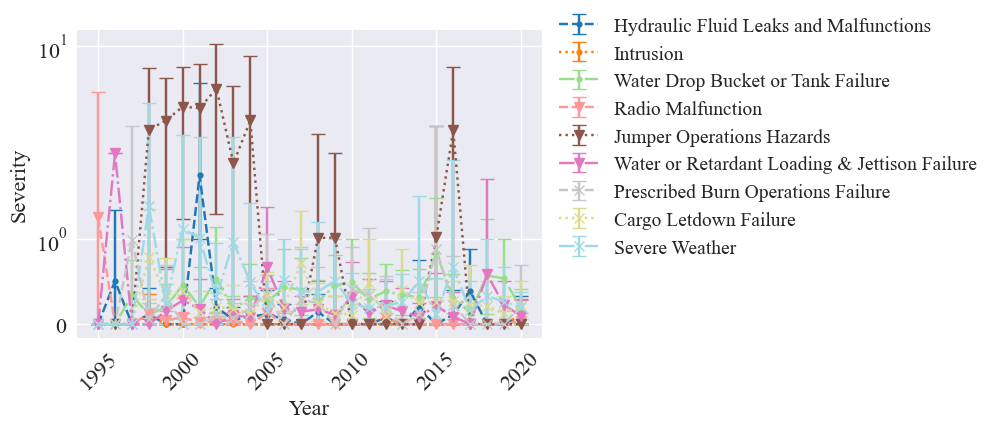 10^1
10^0
0
Severity
1995
2000
2005
2010
2015
2020
Year
Hydraulic Fluid Leaks and Malfunctions
Intrusion
Water Drop Bucket or Tank Failure
Radio Malfunction
Jumper Operations Hazards
Water or Retardant Loading & Jettison Failure
Prescribed Burn Operations Failure
Cargo Letdown Failure
Severe Weather